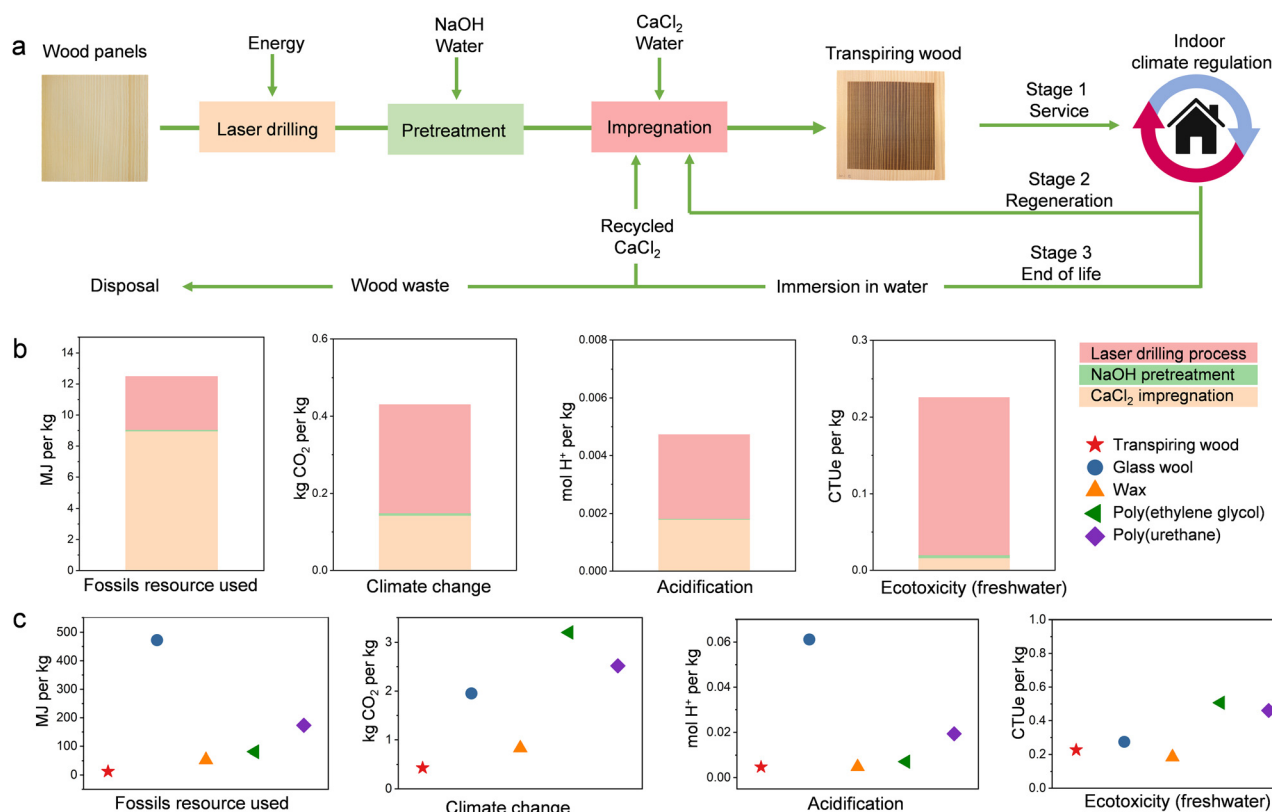 a
Wood panels
Energy
NaOH
Water
CaCl₂
Water
Transpiring wood
Indoor
climate regulation
Laser drilling
Pretreatment
Impregnation
Stage 1
Service
Stage 2
Regeneration
Recycled
CaCl₂
Stage 3
End of life
Disposal
Wood waste
Immersion in water
b
MJ per kg
14
12
10
8
6
4
2
0
Fossils resource used
kg CO₂ per kg
0.6
0.4
0.2
0.0
Climate change
mol H⁺ per kg
0.008
0.006
0.004
0.002
0.000
Acidification
CTUe per kg
0.3
0.2
0.1
0.0
Ecotoxicity (freshwater)
Laser drilling process
NaOH pretreatment
CaCl₂ impregnation
Transpiring wood
Glass wool
Wax
Poly(ethylene glycol)
Poly(urethane)
c
MJ per kg
500
400
300
200
100
0
Fossils resource used
kg CO₂ per kg
3
2
1
0
Climate change
mol H⁺ per kg
0.06
0.04
0.02
0.00
Acidification
CTUe per kg
1.0
0.8
0.6
0.4
0.2
0.0
Ecotoxicity (freshwater)